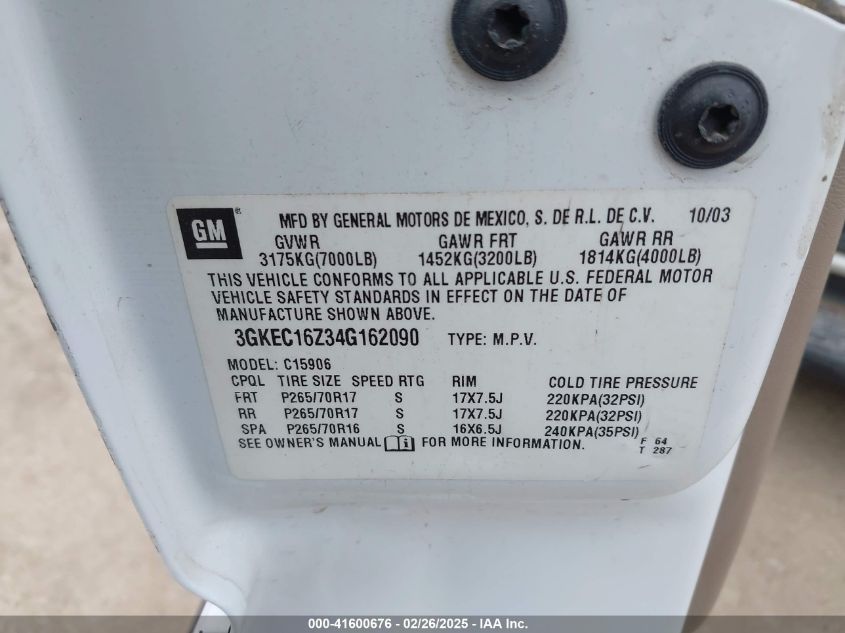 GM® MFD BY GENERAL MOTORS DE MEXICO, S. DE R.L. DE C.V. 10/03
GVWR GAWR FRT GAWR RR
3175KG(7000LB) 1452KG(3200LB) 1814KG(4000LB)
THIS VEHICLE CONFORMS TO ALL APPLICABLE U.S. FEDERAL MOTOR
VEHICLE SAFETY STANDARDS IN EFFECT ON THE DATE OF
MANUFACTURE SHOWN ABOVE.
3GKEC16Z34G162090 TYPE: M.P.V.
MODEL: C15906
CPQL TIRE SIZE SPEED RTG RIM COLD TIRE PRESSURE
FRT P265/70R17 S 17X7.5J 220KPA(32PSI)
RR P265/70R17 S 17X7.5J 220KPA(32PSI)
SPA P265/70R16 S 16X6.5J 240KPA(35PSI)
SEE OWNER'S MANUAL FOR MORE INFORMATION. F 64
T 287
000-41600676 - 02/26/2025 - IAA Inc.